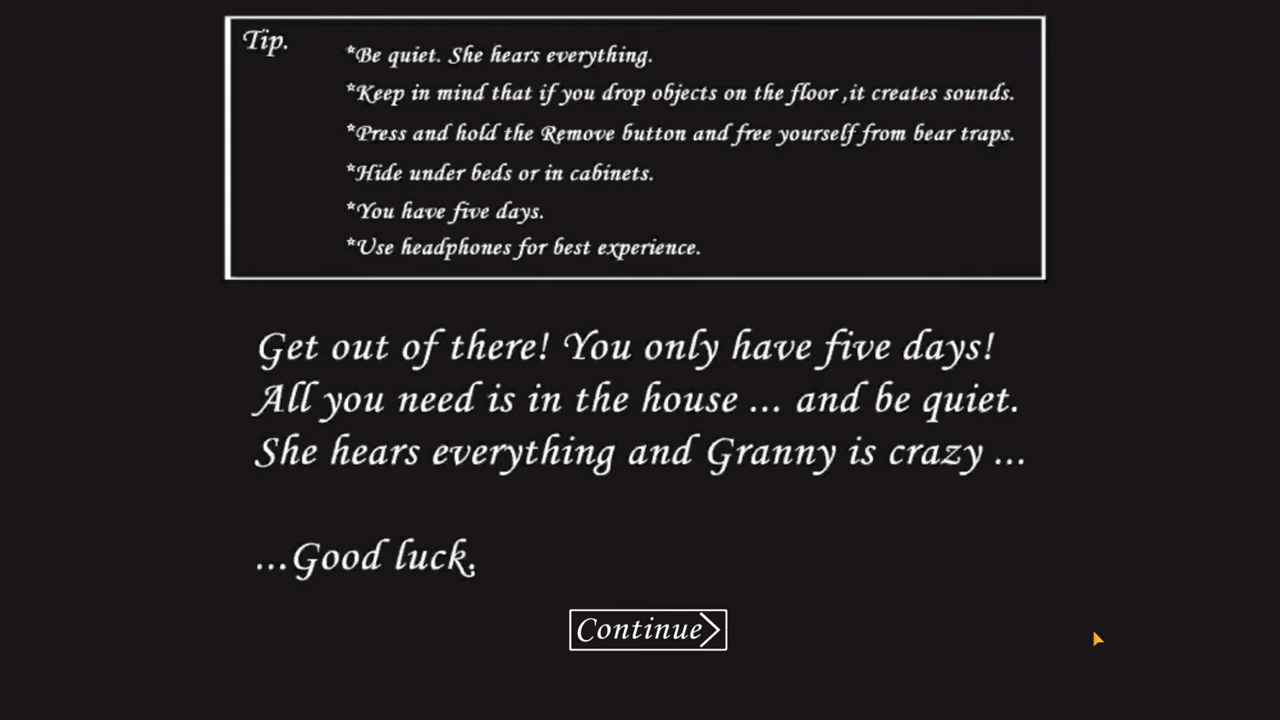 Tip.
*Be quiet. She hears everything.
*Keep in mind that if you drop objects on the floor ,it creates sounds.
*Press and hold the Remove button and free yourself from bear traps.
*Hide under beds or in cabinets.
*You have five days.
*Use headphones for best experience.
Get out of there! You only have five days!
All you need is in the house ... and be quiet.
She hears everything and Granny is crazy ...
...Good luck.
Continue